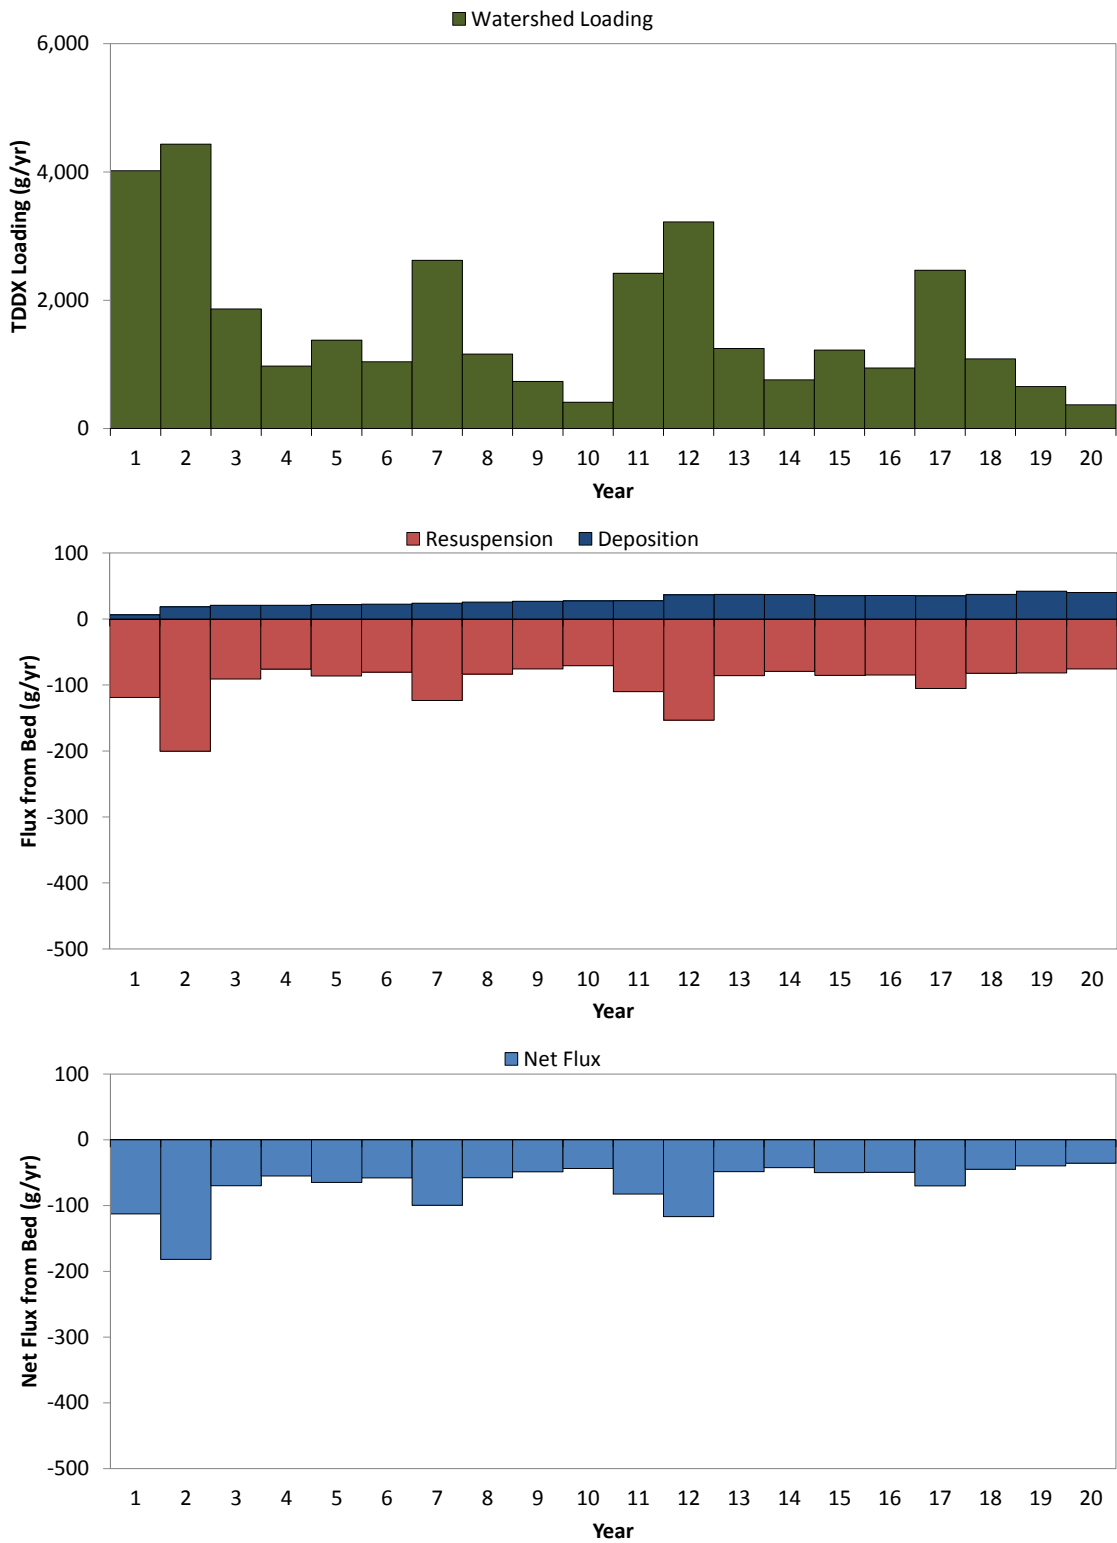 Watershed Loading
6,000
4,000
2,000
0
TDDX Loading (g/yr)
1 2 3 4 5 6 7 8 9 10 11 12 13 14 15 16 17 18 19 20
Year
Resuspension Deposition
100
0
-100
-200
-300
-400
-500
Flux from Bed (g/yr)
1 2 3 4 5 6 7 8 9 10 11 12 13 14 15 16 17 18 19 20
Year
Net Flux
100
0
-100
-200
-300
-400
-500
Net Flux from Bed (g/yr)
1 2 3 4 5 6 7 8 9 10 11 12 13 14 15 16 17 18 19 20
Year